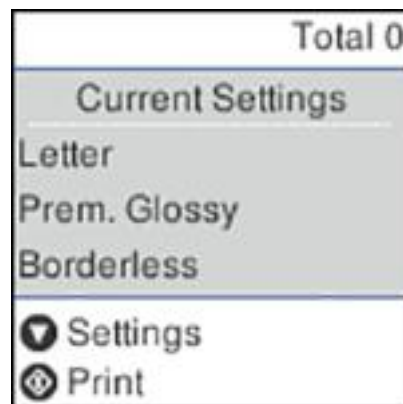 Total 0
Current Settings
Letter
Prem. Glossy
Borderless
Settings
Print